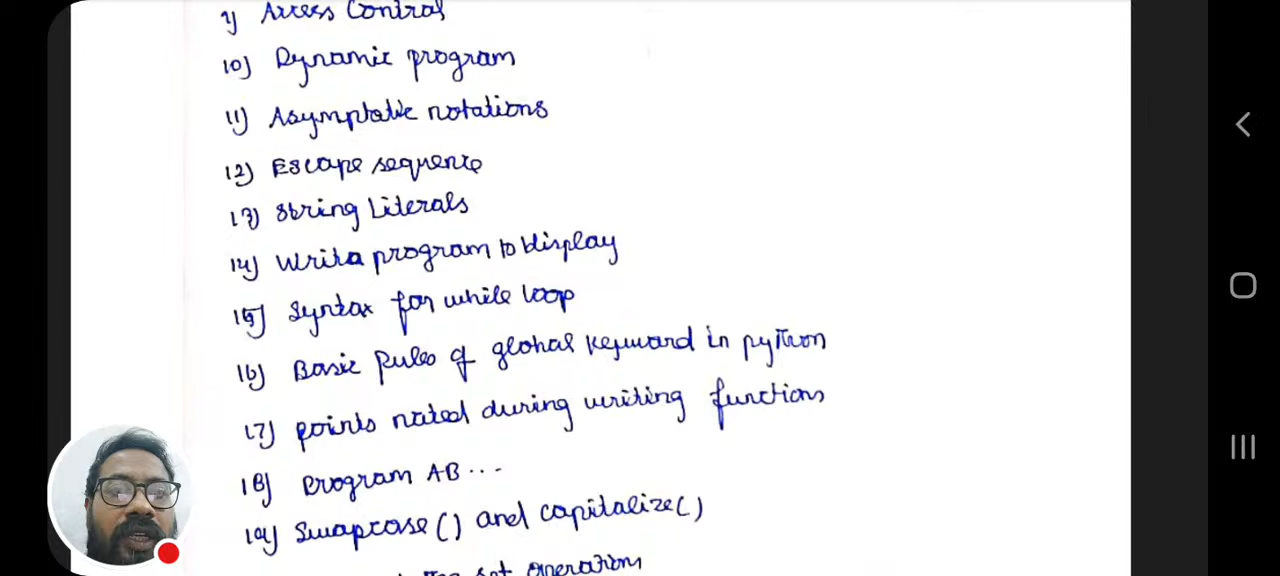 9) Access Control
10) Dynamic program
11) Asymptotic notations
12) Escape sequence
13) String Literals
14) Write a program to display
15) Syntax for while loop
16) Basic Rules of global keyword in python
17) points noted during writing functions
18) Program AB...
19) Swapcase() and capitalize()
set operations